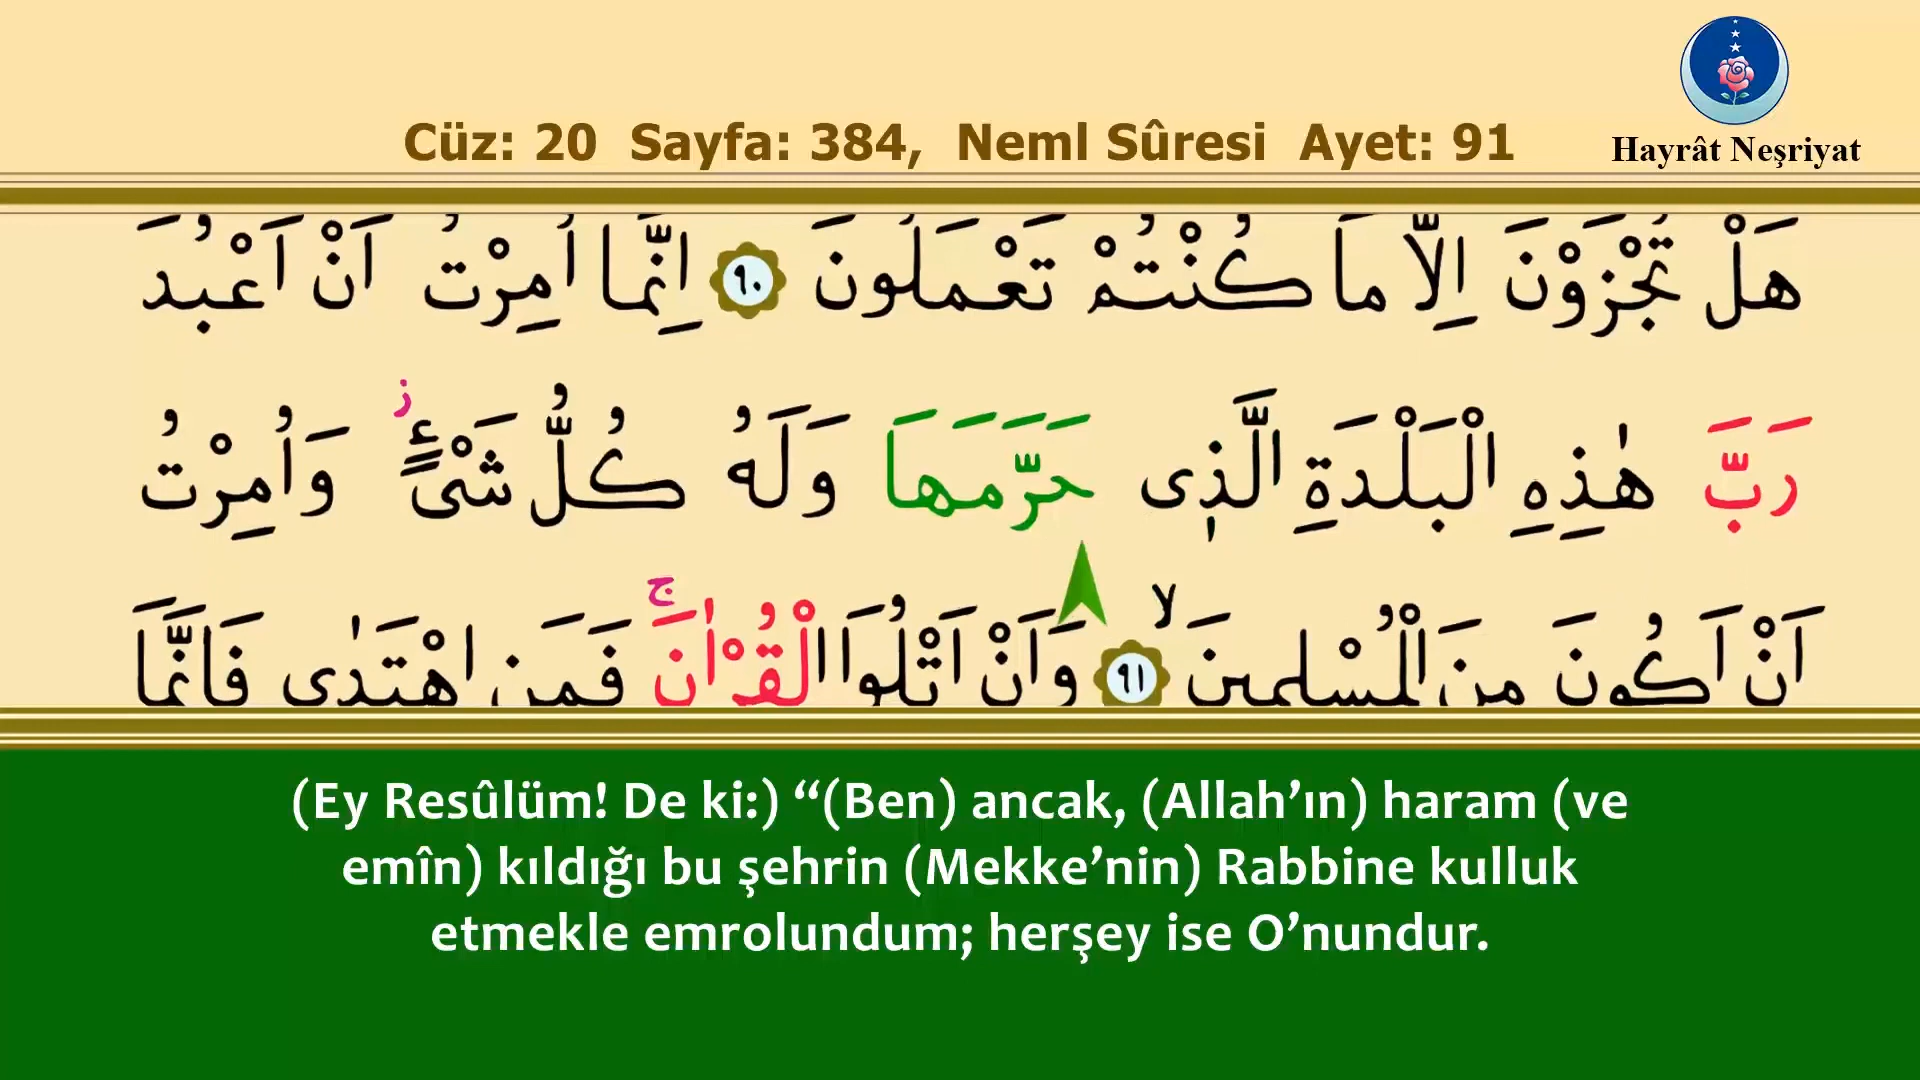 Cüz: 20 Sayfa: 384, Neml Sûresi Ayet: 91
Hayrât Neşriyat
هَلْ تُجْزَوْنَ اِلَّا مَا كُنْتُمْ تَعْمَلُونَ ٩٠ اِنَّمَٓا اُمِرْتُ اَنْ اَعْبُدَ
رَبَّ هٰذِهِ الْبَلْدَةِ الَّذٖى حَرَّمَهَا وَلَهُ كُلُّ شَىْءٍۘ ز وَاُمِرْتُ
اَنْ اَكُونَ مِنَ الْمُسْلِمٖينَ لا ٩١ وَاَنْ اَتْلُوَا الْقُرْاٰنَ ج فَمَنِ اهْتَدٰى فَاِنَّمَا
(Ey Resûlüm! De ki:) “(Ben) ancak, (Allah’ın) haram (ve
emîn) kıldığı bu şehrin (Mekke’nin) Rabbine kulluk
etmekle emrolundum; herşey ise O’nundur.